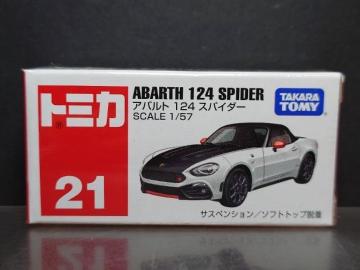 トミカ
21
ABARTH 124 SPIDER
アバルト 124 スパイダー
SCALE 1/57
TAKARA
TOMY
サスペンション/ソフトトップ脱着